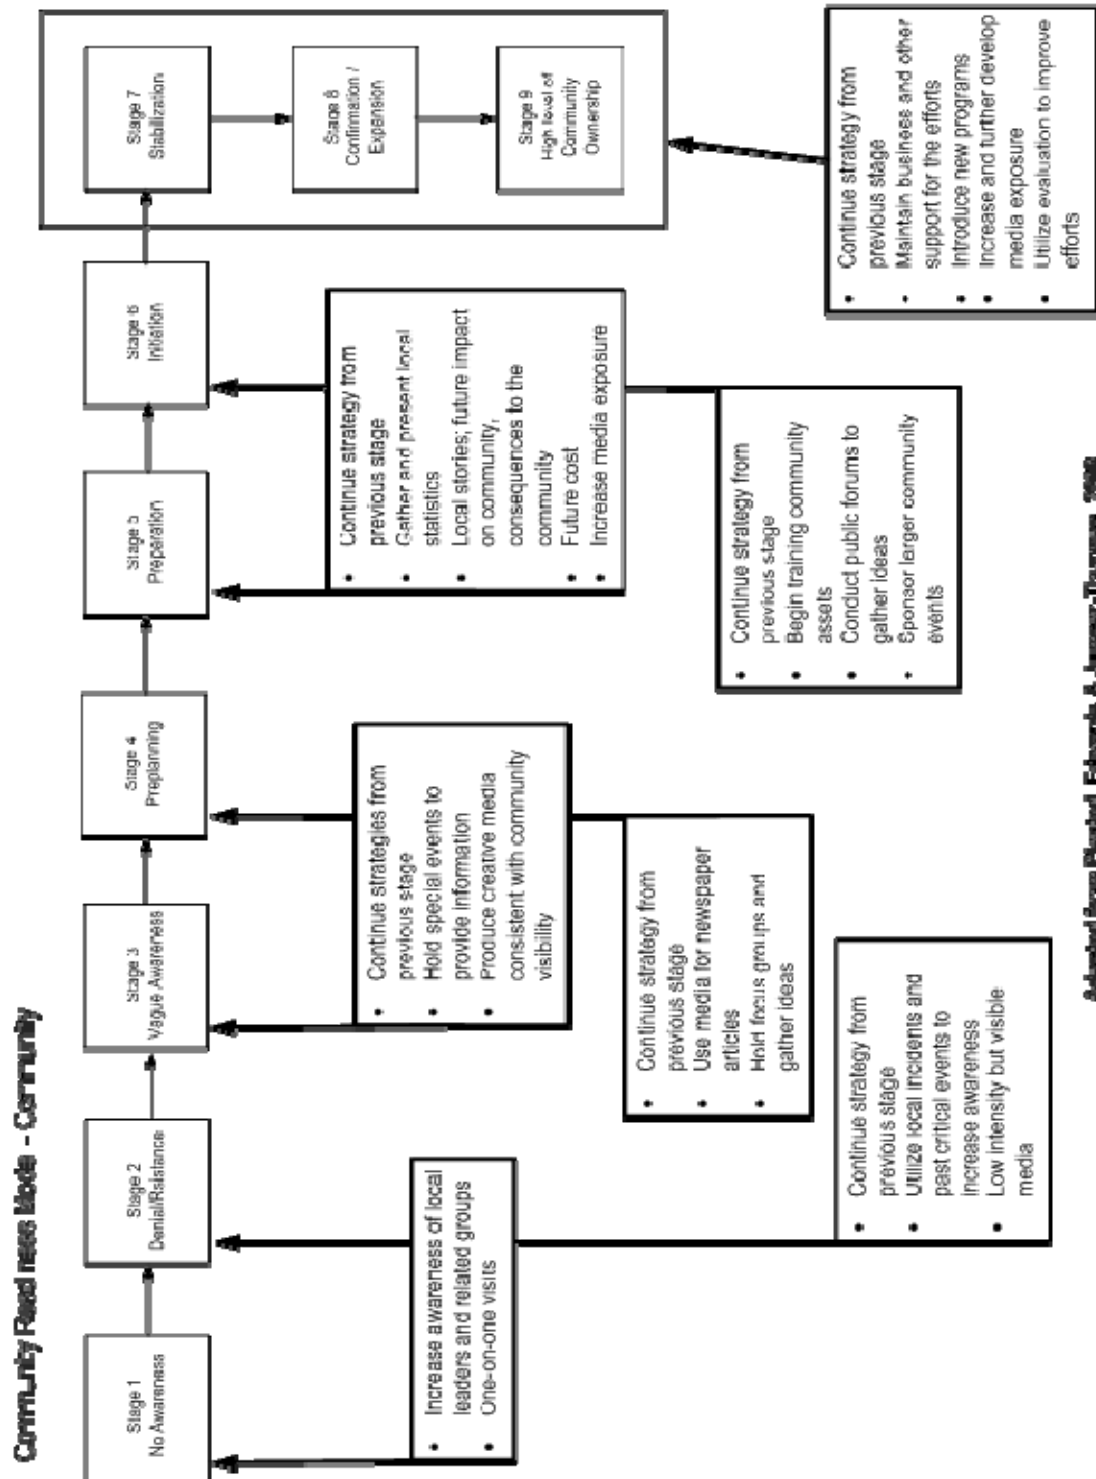 Community Readiness Mode - Community
Stage 1
No Awareness
Stage 2
Denial/Raistance
Stage 3
Vague Awareness
Stage 4
Preplanning
Stage 5
Preparation
Stage 6
Initiation
Stage 7
Stabilization
Stage 8
Confirmation /
Expansion
Stage 9
High level of
Community
Ownership
• Increase awareness of local
leaders and related groups
• One-on-one visits
• Continue strategy from
previous stage
• Utilize local incidents and
past critical events to
increase awareness
• Low intensity but visible
media
• Continue strategy from
previous stage
• Use media for newspaper
articles
• Hold focus groups and
gather ideas
• Continue strategies from
previous stage
• Hold special events to
provide information
• Produce creative media
consistent with community
visibility
• Continue strategy from
previous stage
• Gather and present local
statistics
• Local stories; future impact
on community,
consequences to the
community
• Future cost
• Increase media exposure
• Continue strategy from
previous stage
• Begin training community
assets
• Conduct public forums to
gather ideas
• Sponsor larger community
events
• Continue strategy from
previous stage
• Maintain business and other
support for the efforts
• Introduce new programs
• Increase and further develop
media exposure
• Utilize evaluation to improve
efforts
Adapted from Edwards &